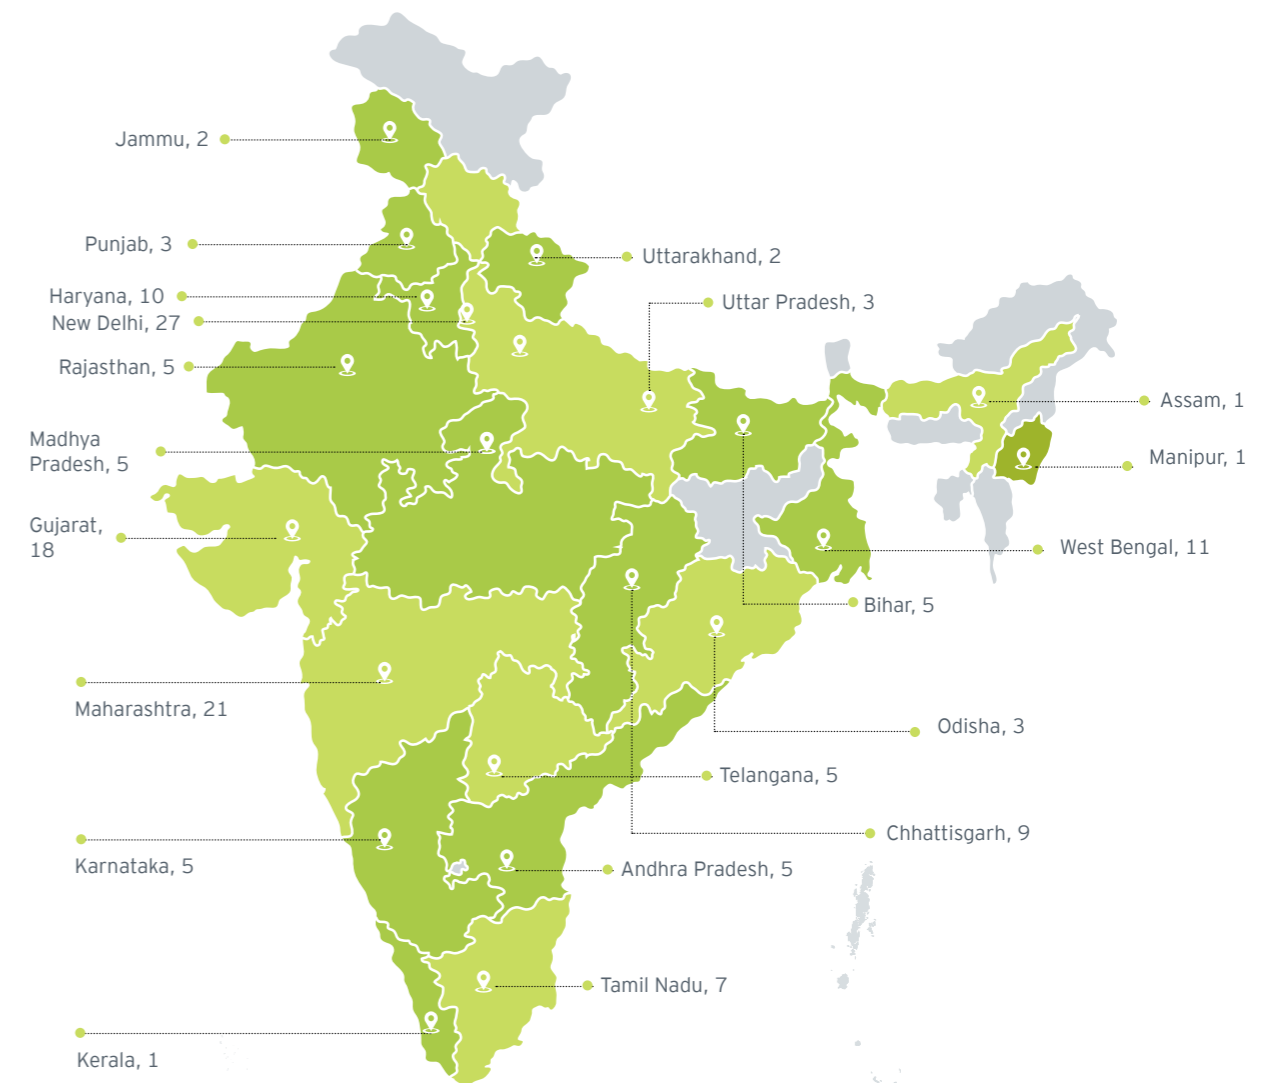 Jammu, 2
Punjab, 3
Uttarakhand, 2
Haryana, 10
Uttar Pradesh, 3
New Delhi, 27
Rajasthan, 5
Assam, 1
Madhya
Pradesh, 5
Manipur, 1
Gujarat,
18
West Bengal, 11
Bihar, 5
Maharashtra, 21
Odisha, 3
Telangana, 5
Chhattisgarh, 9
Karnataka, 5
Andhra Pradesh, 5
Tamil Nadu, 7
Kerala, 1